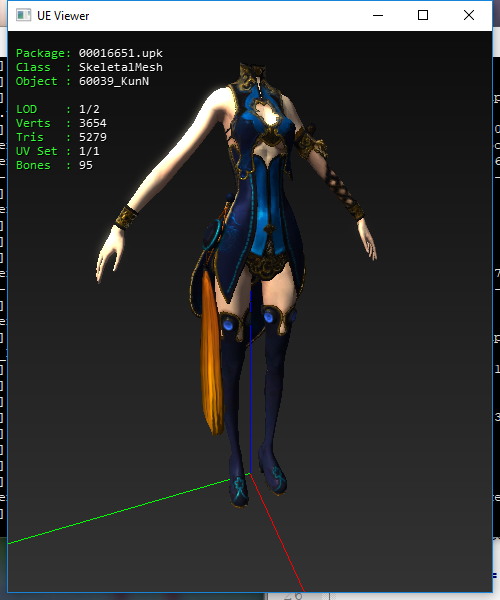 UE Viewer
Package: 00016651.upk
Class : SkeletalMesh
Object : 60039_KunN
LOD : 1/2
Verts : 3654
Tris : 5279
UV Set : 1/1
Bones : 95